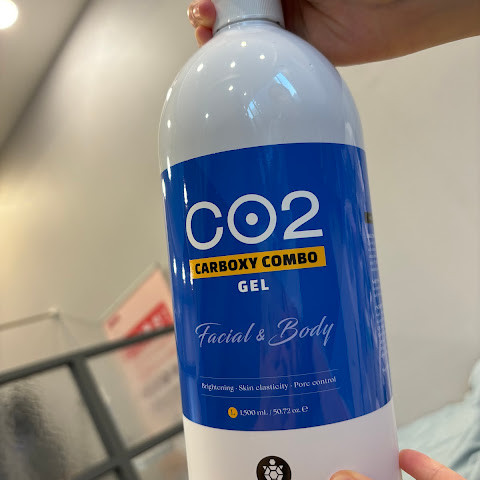 CO2
CARBOXY COMBO
GEL
Facial & Body
Brightening · Skin elasticity · Pore control
1,500 mL / 50.72 oz. ℮